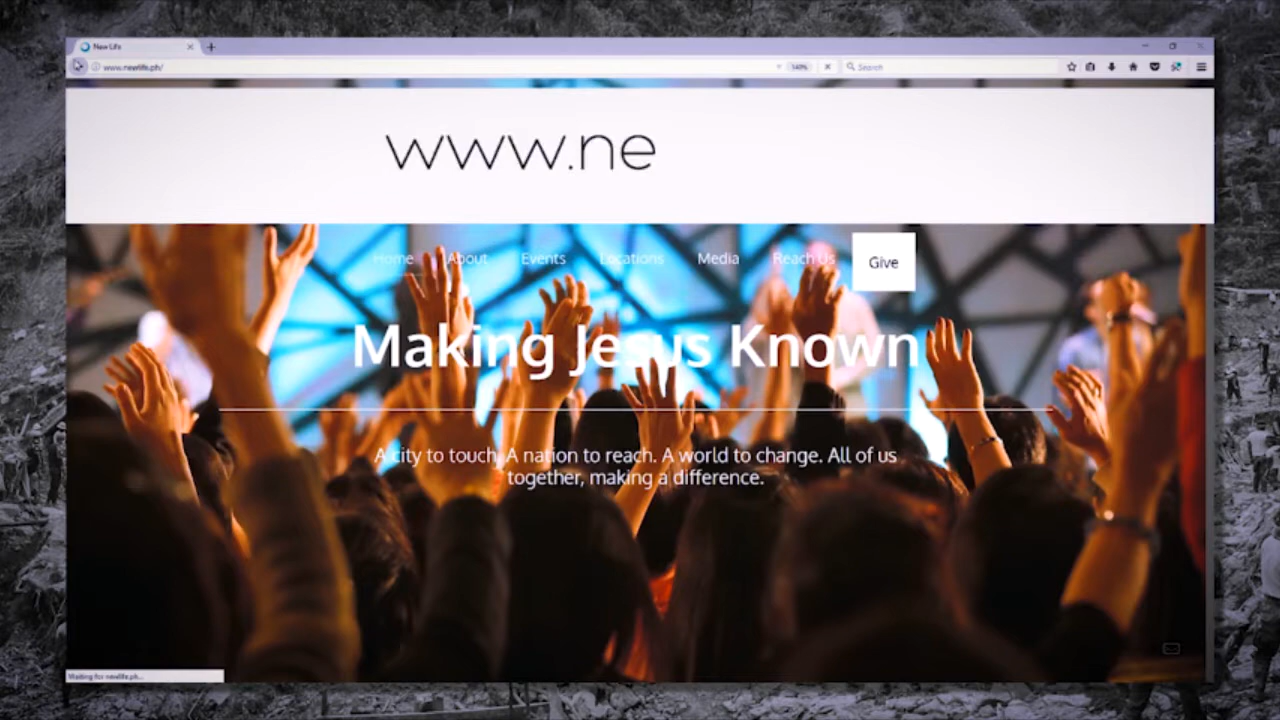 New Life
www.newlife.ph/
140%
Search
www.ne
Home About Events Locations Media Reach Us Give
Making Jesus Known
A city to touch. A nation to reach. A world to change. All of us
together, making a difference.
Waiting for newlife.ph...